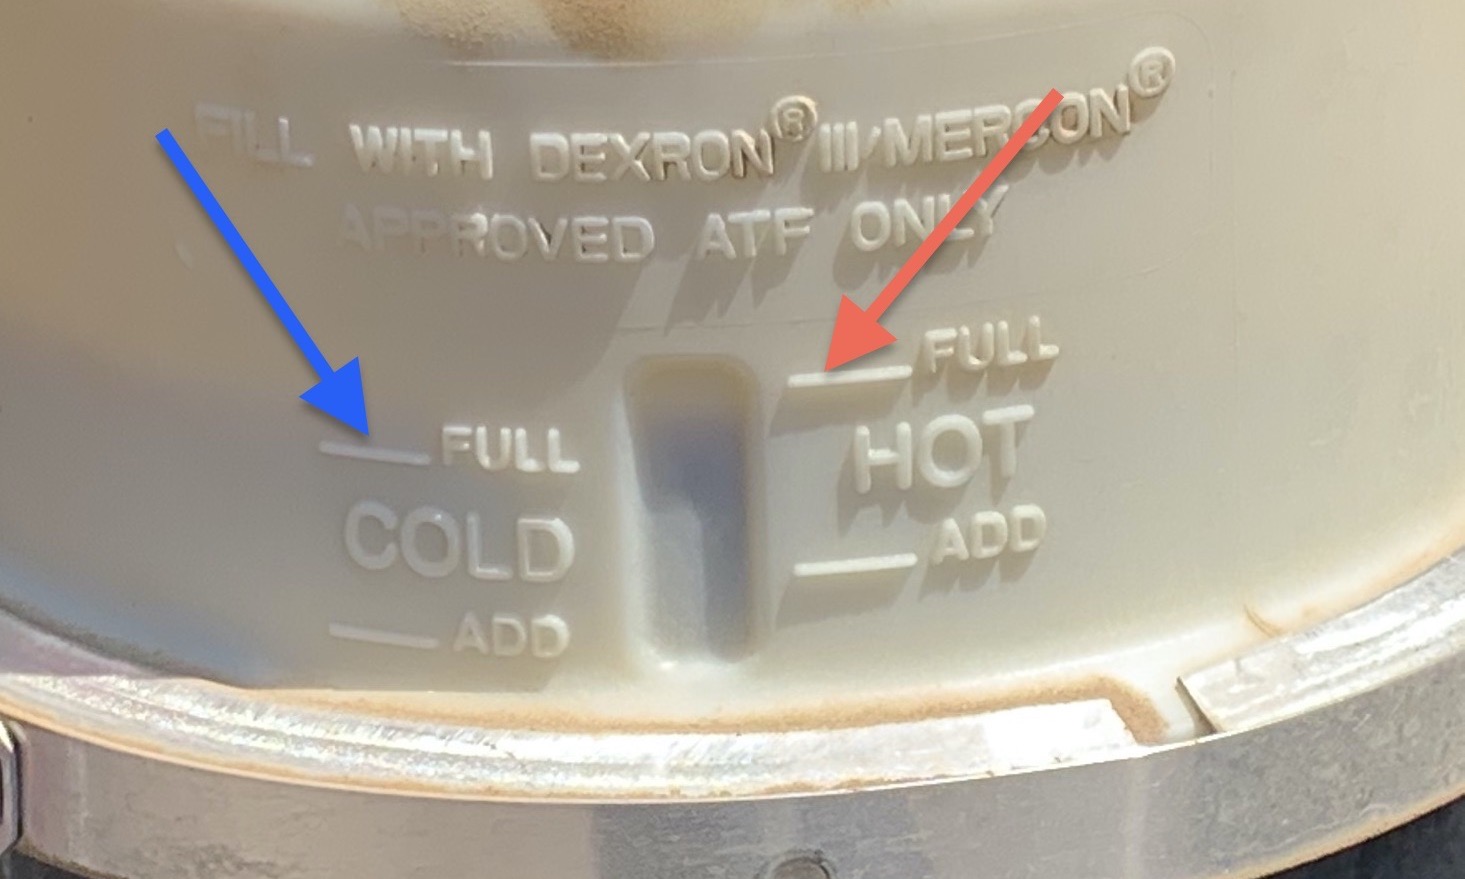 FILL WITH DEXRON® III/MERCON®
APPROVED ATF ONLY
FULL
COLD
ADD
FULL
HOT
ADD